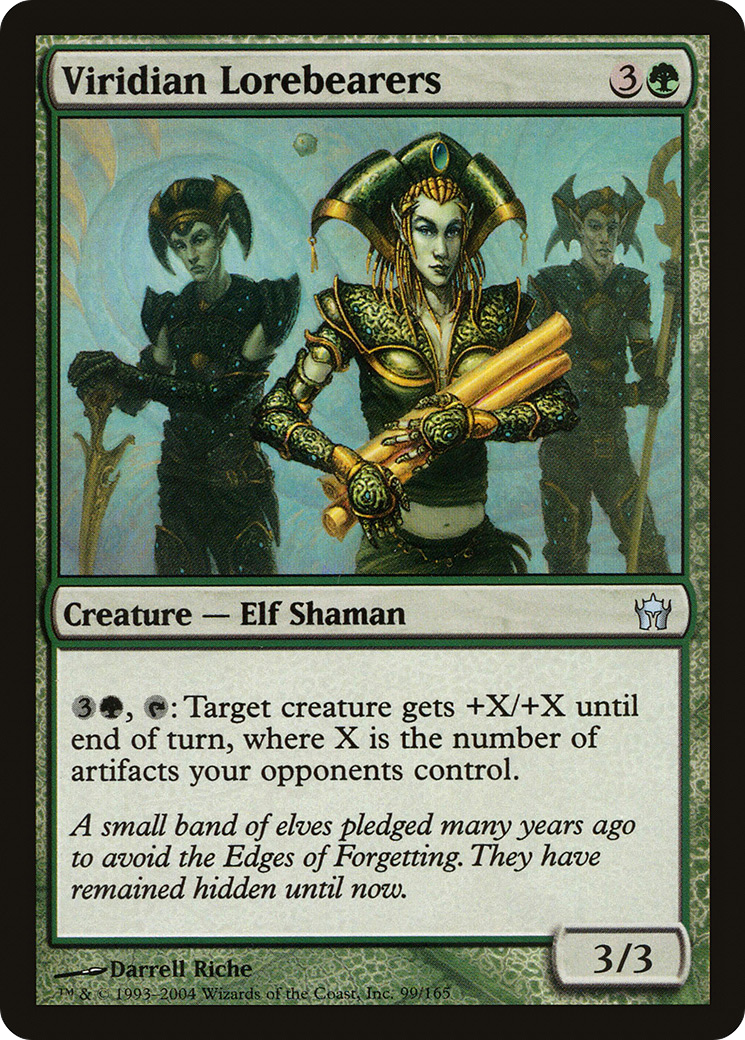 Viridian Lorebearers 3
Creature — Elf Shaman
3, : Target creature gets +X/+X until
end of turn, where X is the number of
artifacts your opponents control.
A small band of elves pledged many years ago
to avoid the Edges of Forgetting. They have
remained hidden until now.
3/3
Darrell Riche
™ & © 1993–2004 Wizards of the Coast, Inc. 99/165